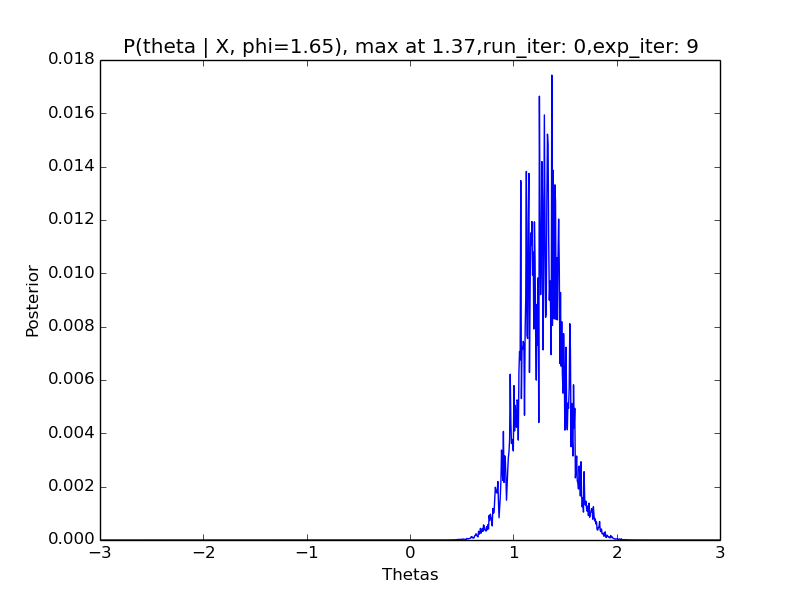 P(theta | X, phi=1.65), max at 1.37,run_iter: 0,exp_iter: 9
0.018
0.016
0.014
0.012
0.010
0.008
0.006
0.004
0.002
0.000
Posterior
−3 −2 −1 0 1 2 3
Thetas